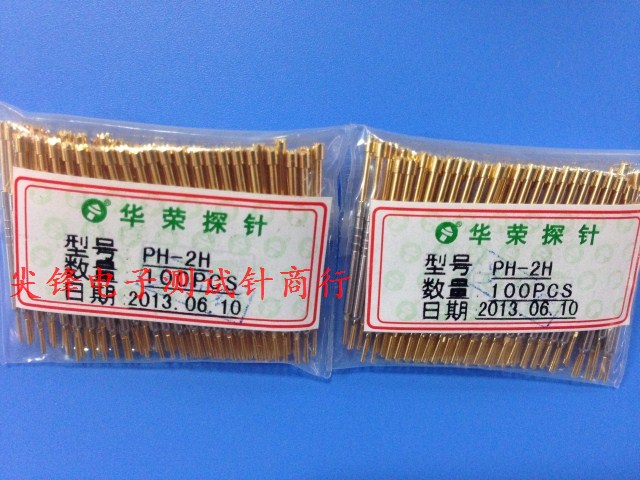 华荣探针
型号 PH-2H
数量 100PCS
日期 2013.06.10
尖锋电子测试针商行
华荣探针
型号 PH-2H
数量 100PCS
日期 2013.06.10